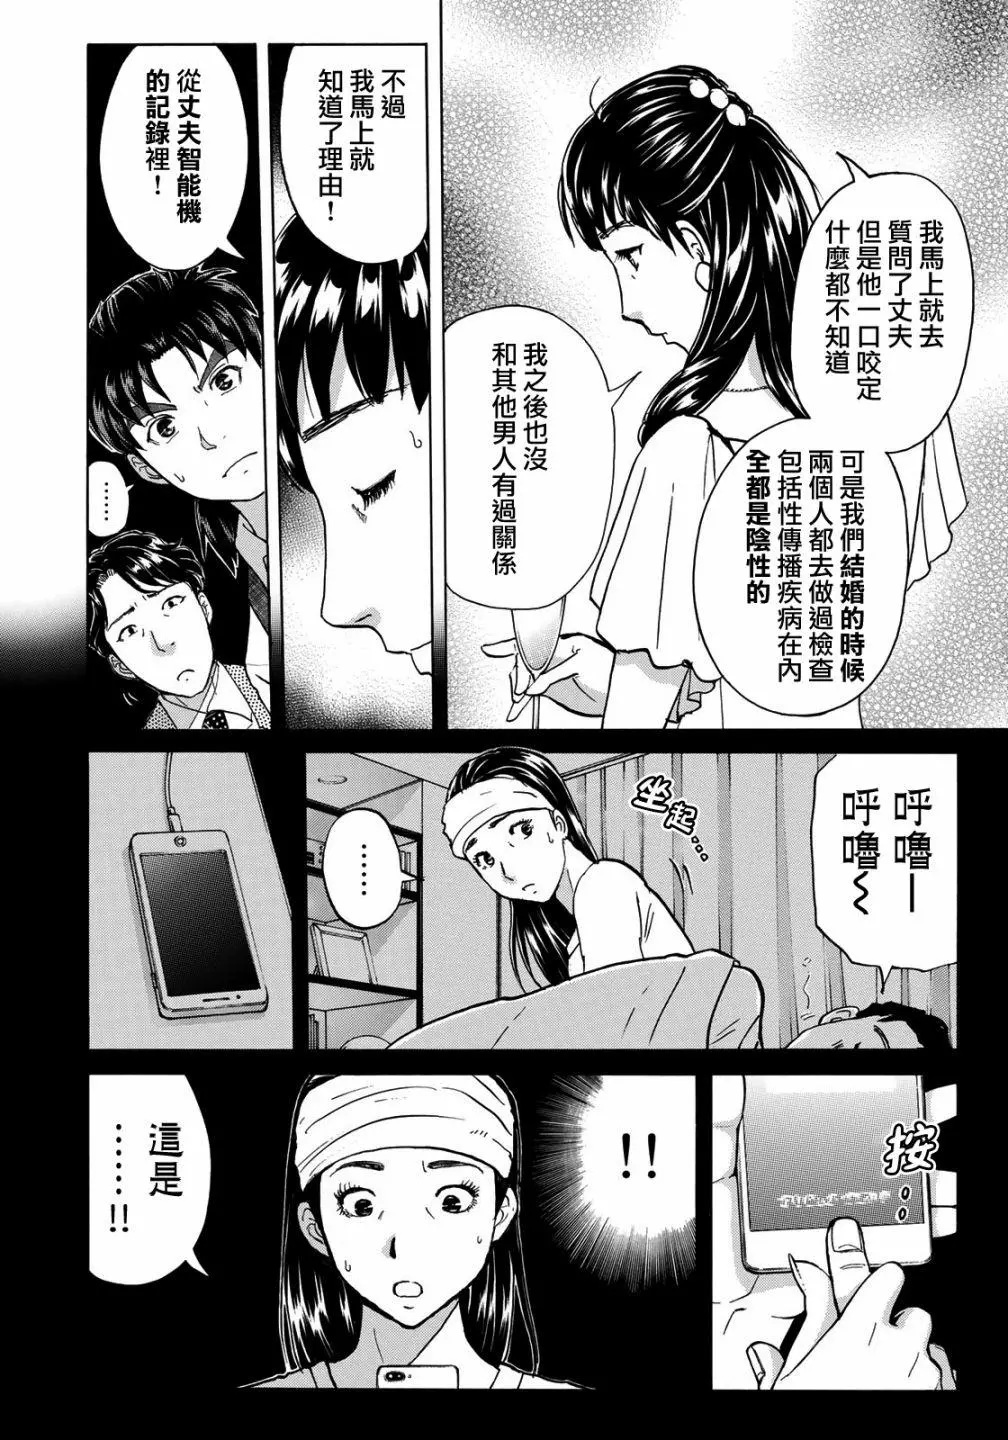 我馬上就去
質問了丈夫
但是他一口咬定
什麼都不知道
可是我們結婚的時候
兩個人都去做過檢查
包括性傳播疾病在內
全都是陰性的
我之後也沒
和其他男人有過關係
不過
我馬上就
知道了理由！
從丈夫智能機
的記錄裡！
……
呼嚕—
呼嚕～
坐起…
……
按…
!!
這是
……!!